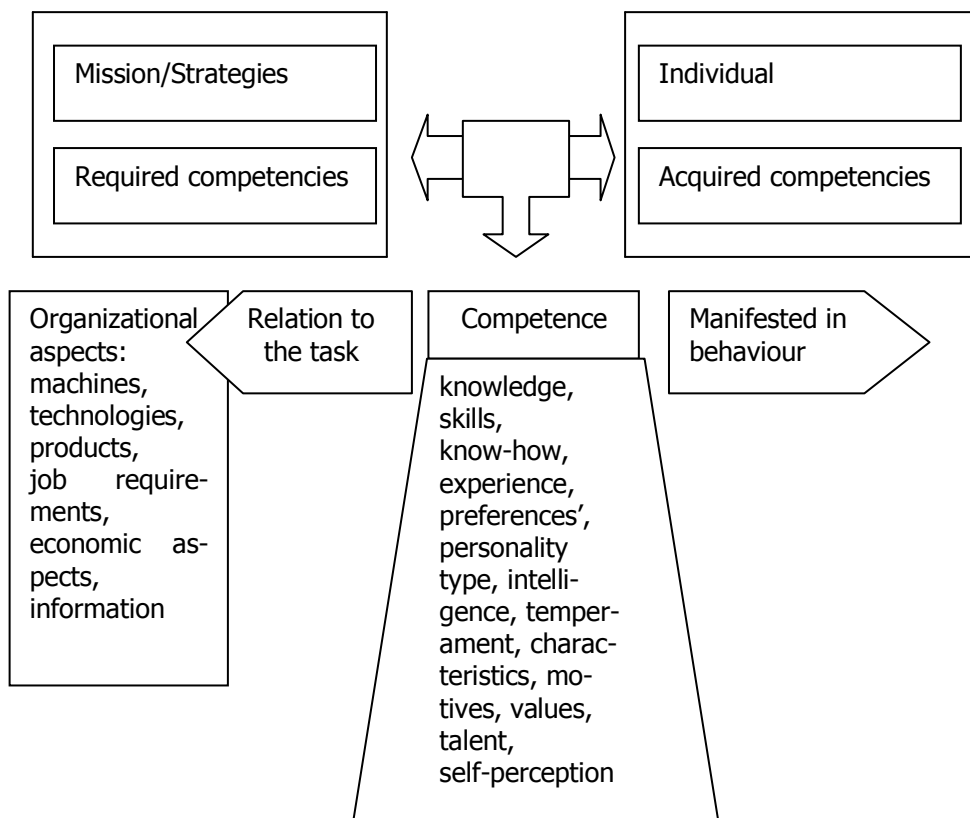 Mission/Strategies
Required competencies
Individual
Acquired competencies
Organizational
aspects:
machines,
technologies,
products,
job require-
ments,
economic as-
pects,
information
Relation to
the task
Competence
knowledge,
skills,
know-how,
experience,
preferences’,
personality
type, intelli-
gence, temper-
ament, charac-
teristics, mo-
tives, values,
talent,
self-perception
Manifested in
behaviour